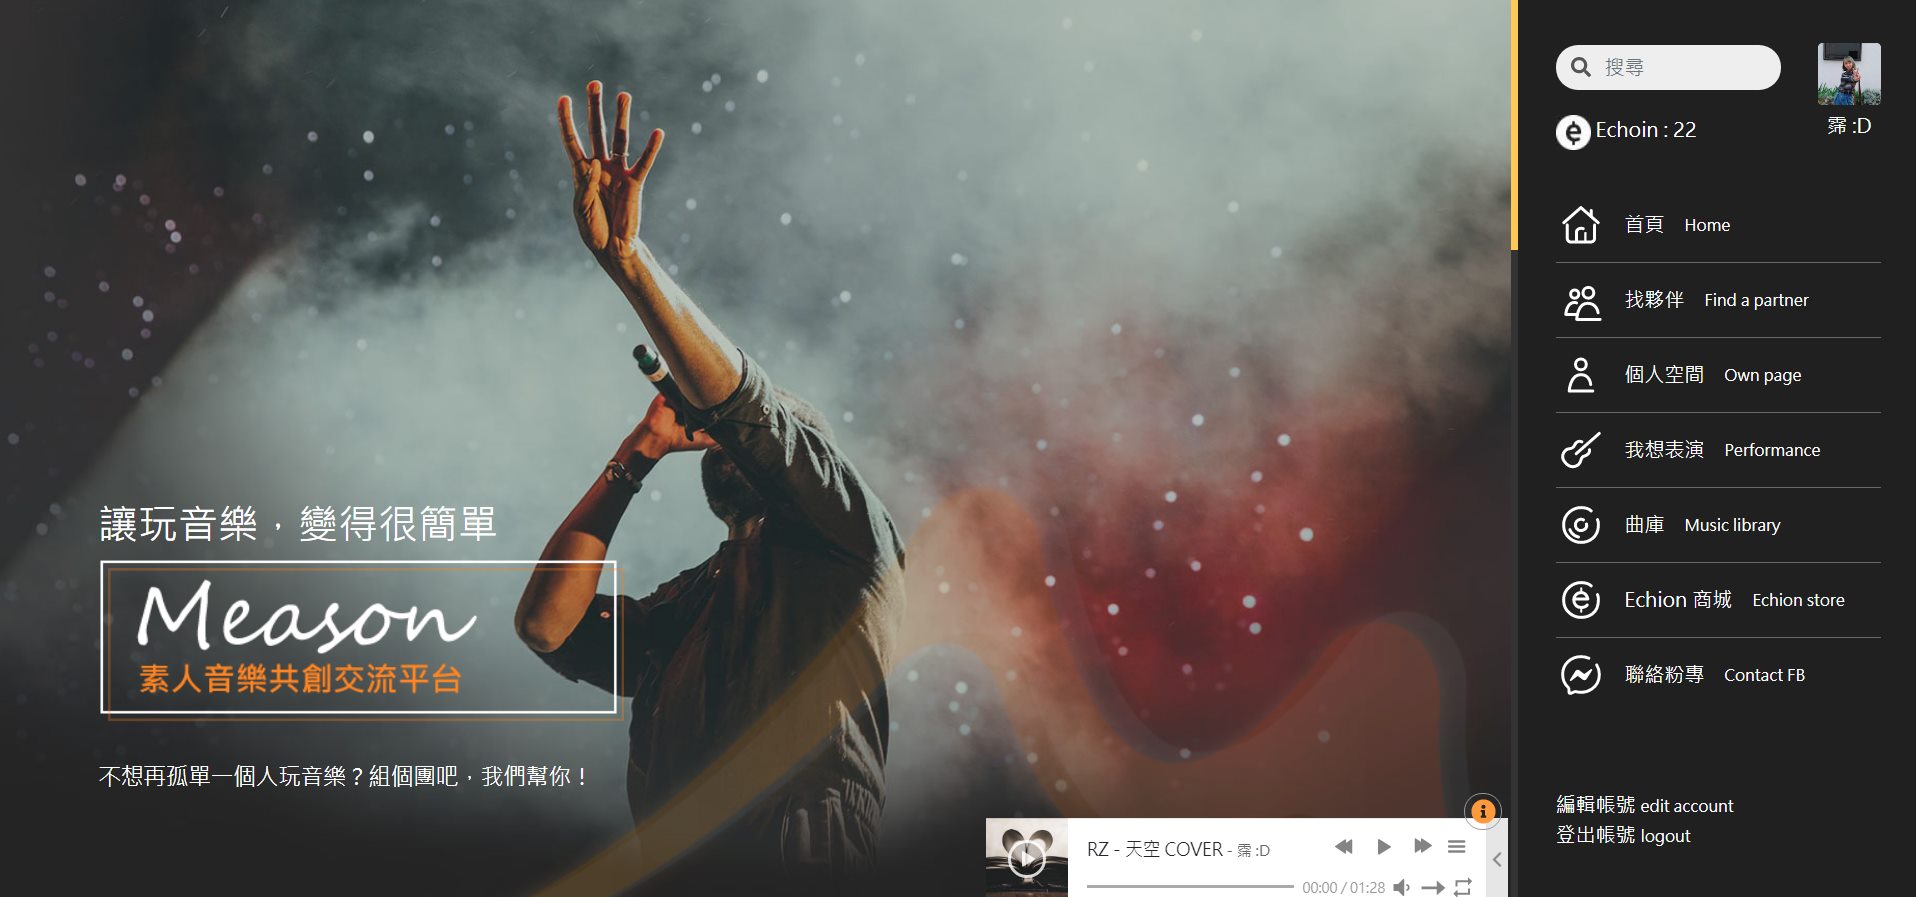 讓玩音樂，變得很簡單
Meason
素人音樂共創交流平台
不想再孤單一個人玩音樂？組個團吧，我們幫你！
RZ - 天空 COVER - 霈 :D
00:00 / 01:28
搜尋
霈 :D
Echoin : 22
首頁 Home
找夥伴 Find a partner
個人空間 Own page
我想表演 Performance
曲庫 Music library
Echion 商城 Echion store
聯絡粉專 Contact FB
編輯帳號 edit account
登出帳號 logout